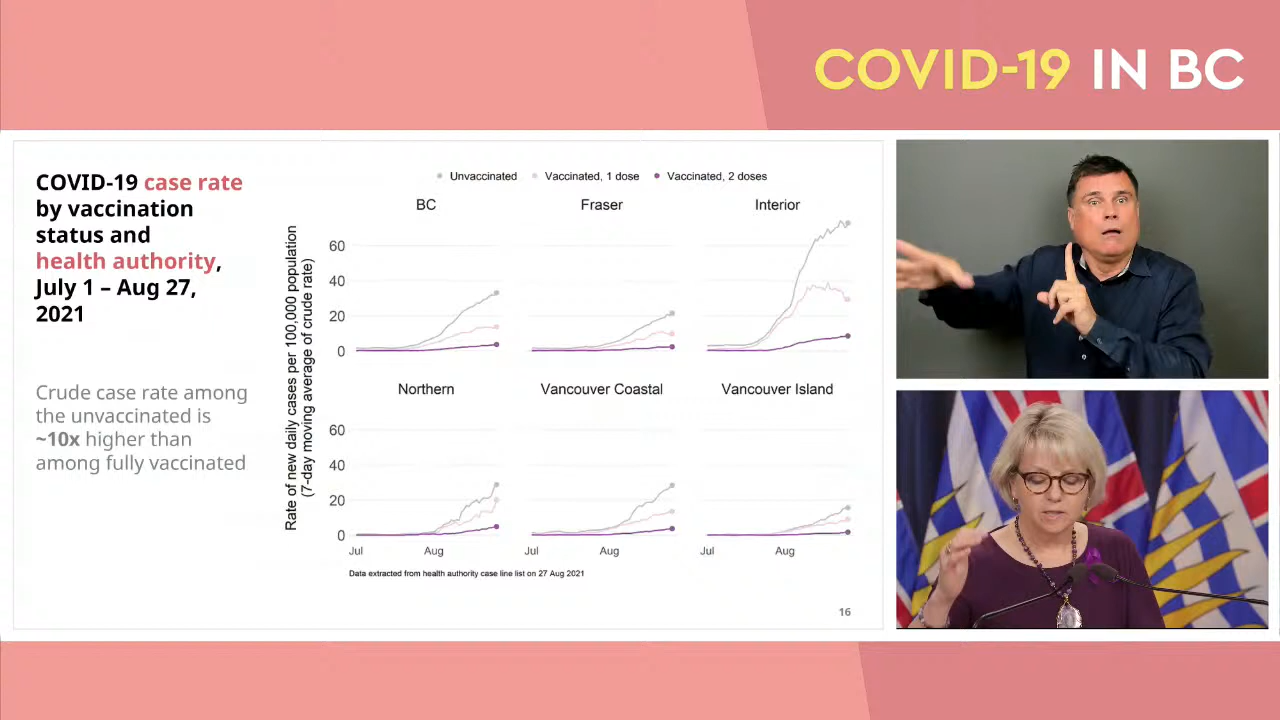 COVID-19 IN BC
COVID-19 case rate
by vaccination
status and
health authority,
July 1 – Aug 27,
2021
Crude case rate among
the unvaccinated is
~10x higher than
among fully vaccinated
Unvaccinated Vaccinated, 1 dose Vaccinated, 2 doses
Rate of new daily cases per 100,000 population
(7-day moving average of crude rate)
BC Fraser Interior
60
40
20
0
Northern Vancouver Coastal Vancouver Island
60
40
20
0
Jul Aug Jul Aug Jul Aug
Data extracted from health authority case line list on 27 Aug 2021
16